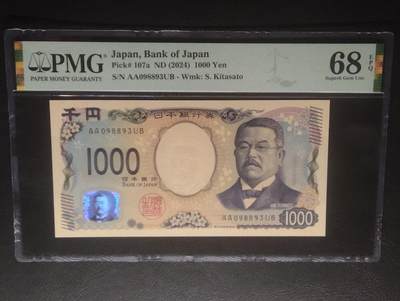 PMG
PAPER MONEY GUARANTY
Japan, Bank of Japan
Pick# 107a ND (2024) 1000 Yen
S/N AA098893UB - Wmk: S. Kitasato
68 EPQ
Superb Gem Unc
千円
日本銀行券
AA098893UB
1000
日本銀行
BANK OF JAPAN
AA098893UB
1000